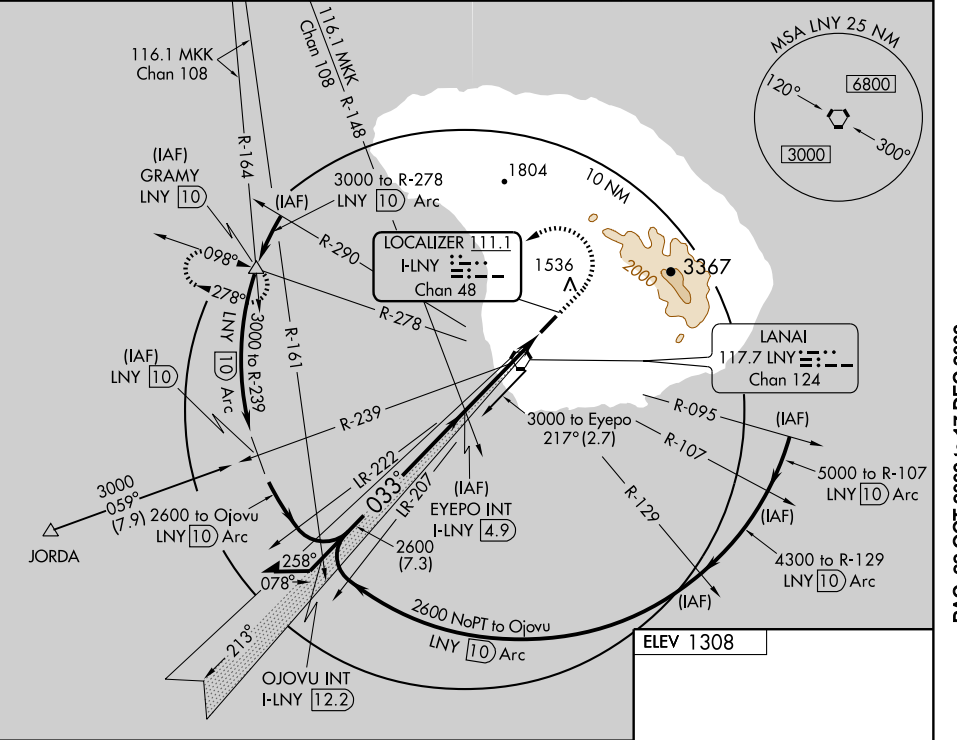 116.1 MKK
Chan 108
116.1 MKK
Chan 108
R-148
R-164
MSA LNY 25 NM
120°
6800
3000
300°
(IAF)
GRAMY
LNY 10
(IAF)
3000 to R-278
LNY 10 Arc
1804
10 NM
R-290
098°
278°
LOCALIZER 111.1
I-LNY
Chan 48
1536
2000
3367
R-278
3000 to R-239
LNY 10 Arc
R-161
(IAF)
LNY 10
LANAI
117.7 LNY
Chan 124
R-239
3000 to Eyepo
217° (2.7)
R-095
(IAF)
R-107
R-129
5000 to R-107
LNY 10 Arc
(IAF)
4300 to R-129
LNY 10 Arc
(IAF)
3000
059°
(7.9)
JORDA
2600 to Ojovu
LNY 10 Arc
LR-222
033°
LR-207
(IAF)
EYEPO INT
I-LNY 4.9
2600
(7.3)
258°
078°
2600 NoPT to Ojovu
LNY 10 Arc
213°
OJOVU INT
I-LNY 12.2
ELEV 1308